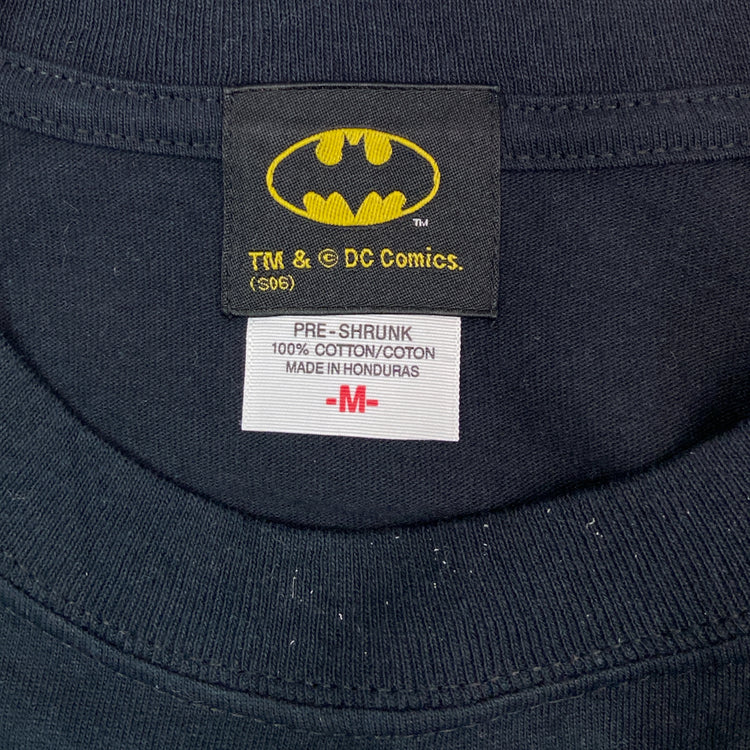 TM
TM & © DC Comics.
(S06)
PRE-SHRUNK
100% COTTON/COTON
MADE IN HONDURAS
-M-